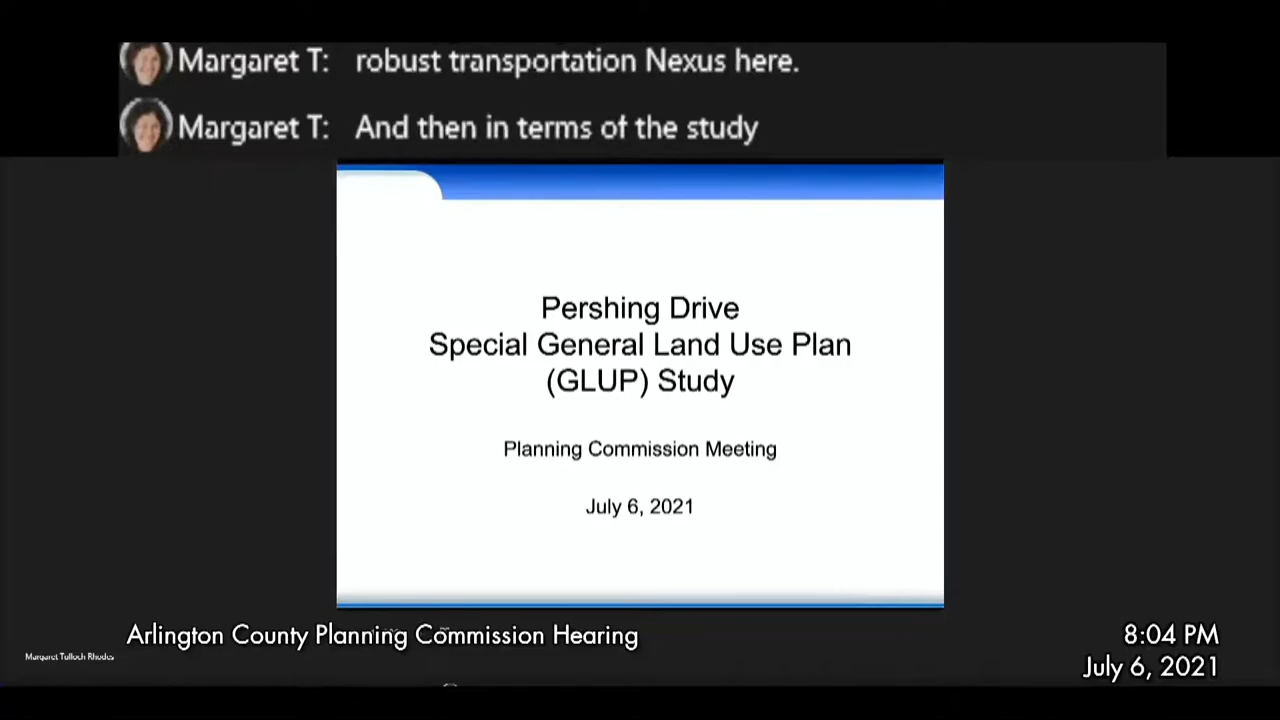 Margaret T: robust transportation Nexus here.
Margaret T: And then in terms of the study
Pershing Drive
Special General Land Use Plan
(GLUP) Study
Planning Commission Meeting
July 6, 2021
Arlington County Planning Commission Hearing
8:04 PM
Margaret Tulloch Rhodes
July 6, 2021